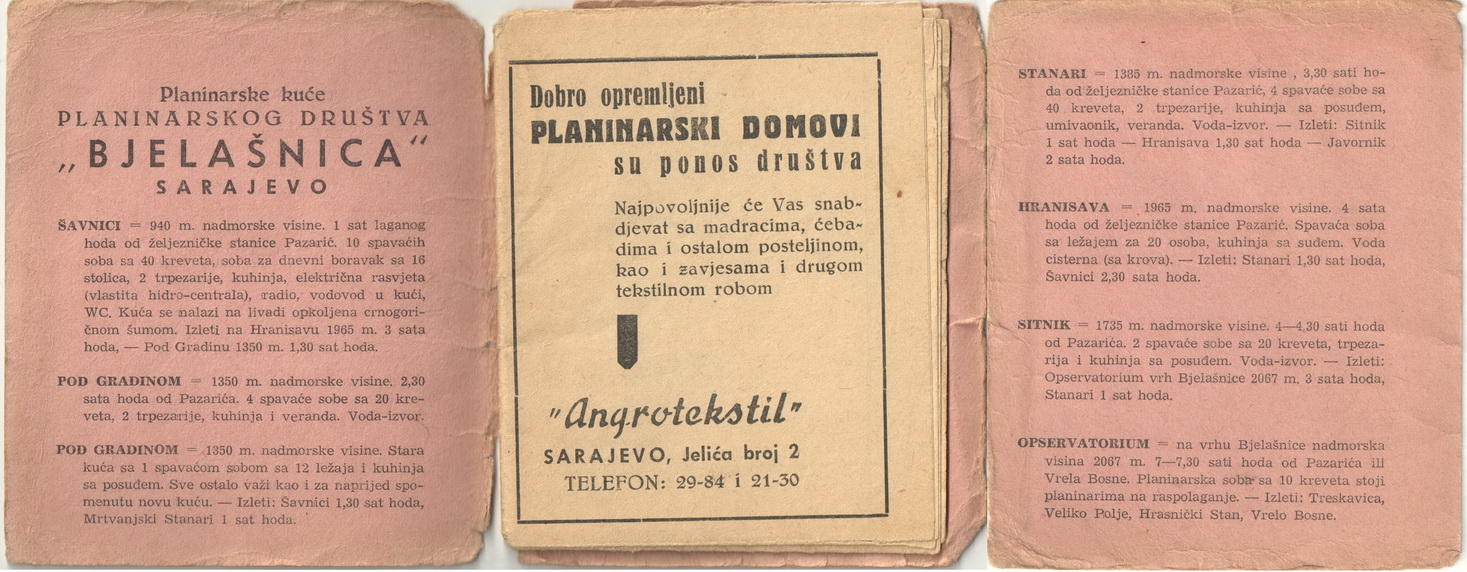 Planinarske kuće
PLANINARSKOG DRUŠTVA
„BJELAŠNICA“
SARAJEVO
ŠAVNICI = 940 m. nadmorske visine. 1 sat laganog
hoda od željezničke stanice Pazarić. 10 spavaćih
soba sa 40 kreveta, soba za dnevni boravak sa 16
stolica, 2 trpezarije, kuhinja, električna rasvjeta
(vlastita hidro-centrala), radio, vodovod u kući,
WC. Kuća se nalazi na livadi opkoljena crnogori-
čnom šumom. Izleti na Hranisavu 1965 m. 3 sata
hoda, — Pod Gradinu 1350 m. 1,30 sat hoda.
POD GRADINOM = 1350 m. nadmorske visine. 2,30
sata hoda od Pazarića. 4 spavaće sobe sa 20 kre-
veta, 2 trpezarije, kuhinja i veranda. Voda-izvor.
POD GRADINOM = 1350 m. nadmorske visine. Stara
kuća sa 1 spavaćom sobom sa 12 ležaja i kuhinja
sa posuđem. Sve ostalo važi kao i za naprijed spo-
menutu novu kuću. — Izleti: Šavnici 1,30 sat hoda,
Mrtvanjski Stanari 1 sat hoda.
Dobro opremljeni
PLANINARSKI DOMOVI
su ponos društva
Najpovoljnije će Vas snab-
djevat sa madracima, ćeba-
dima i ostalom posteljinom,
kao i zavjesama i drugom
tekstilnom robom
"Angrotekstil"
SARAJEVO, Jelića broj 2
TELEFON: 29-84 i 21-30
STANARI = 1385 m. nadmorske visine , 3,30 sati ho-
da od željezničke stanice Pazarić, 4 spavaće sobe sa
40 kreveta, 2 trpezarije, kuhinja sa posuđem,
umivaonik, veranda. Voda-izvor. — Izleti: Sitnik
1 sat hoda — Hranisava 1,30 sat hoda — Javornik
2 sata hoda.
HRANISAVA = 1965 m. nadmorske visine. 4 sata
hoda od željezničke stanice Pazarić. Spavaća soba
sa ležajem za 20 osoba, kuhinja sa suđem. Voda
cisterna (sa krova). — Izleti: Stanari 1,30 sat hoda,
Šavnici 2,30 sata hoda.
SITNIK = 1735 m. nadmorske visine. 4—4,30 sati hoda
od Pazarića. 2 spavaće sobe sa 20 kreveta, trpeza-
rija i kuhinja sa posuđem. Voda-izvor. — Izleti:
Opservatorium vrh Bjelašnice 2067 m. 3 sata hoda,
Stanari 1 sat hoda.
OPSERVATORIUM = na vrhu Bjelašnice nadmorska
visina 2067 m. 7—7,30 sati hoda od Pazarića ili
Vrela Bosne. Planinarska soba sa 10 kreveta stoji
planinarima na raspolaganje. — Izleti: Treskavica,
Veliko Polje, Hrasnički Stan, Vrelo Bosne.